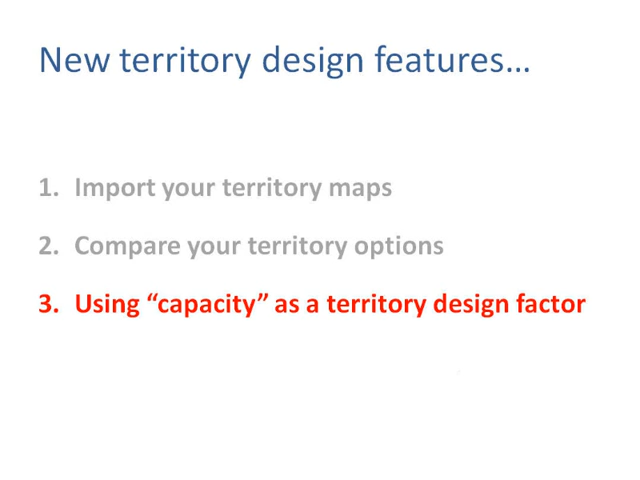 New territory design features…
1. Import your territory maps
2. Compare your territory options
3. Using “capacity” as a territory design factor